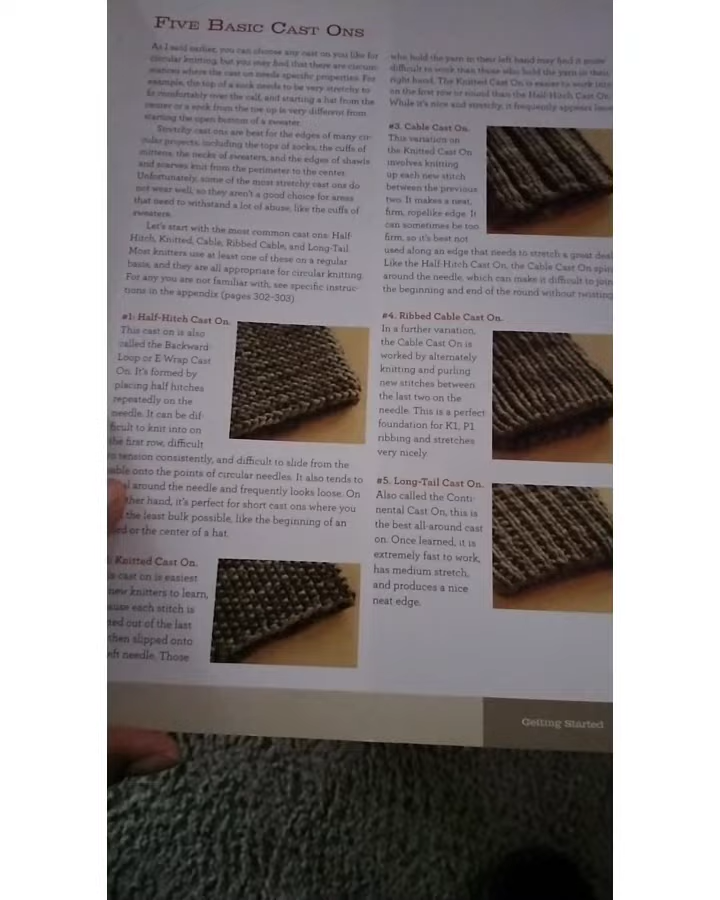 FIVE BASIC CAST ONS
As I said earlier, you can choose any cast on you like for
circular knitting, but you may find that there are circum-
stances where the cast on needs specific properties. For
example, the top of a sock needs to be very stretchy to
fit comfortably over the calf, and starting a hat from the
center or a sock from the toe up is very different from
starting the open bottom of a sweater.
Stretchy cast ons are best for the edges of many cir-
cular projects, including the tops of socks, the cuffs of
mittens, the necks of sweaters, and the edges of shawls
and scarves knit from the perimeter to the center.
Unfortunately, some of the most stretchy cast ons do
not wear well, so they aren't a good choice for areas
that need to withstand a lot of abuse, like the cuffs of
sweaters.
Let's start with the most common cast ons: Half-
Hitch, Knitted, Cable, Ribbed Cable, and Long-Tail.
Most knitters use at least one of these on a regular
basis, and they are all appropriate for circular knitting.
For any you are not familiar with, see specific instruc-
tions in the appendix (pages 302–303).
#1: Half-Hitch Cast On.
This cast on is also
called the Backward
Loop or E-Wrap Cast
On. It's formed by
placing half hitches
repeatedly on the
needle. It can be dif-
ficult to knit into on
the first row, difficult
to tension consistently, and difficult to slide from the
onto the points of circular needles. It also tends to
around the needle and frequently looks loose. On
hand, it's perfect for short cast ons where you
the least bulk possible, like the beginning of an
or the center of a hat.
Knitted Cast On.
cast on is easiest
new knitters to learn,
each stitch is
out of the last
then slipped onto
left needle. Those
who hold the yarn in their left hand may find it more
difficult to work than those who hold the yarn in their
right hand. The Knitted Cast On is easier to work into
on the first row or round than the Half-Hitch Cast On.
While it's nice and stretchy, it frequently appears
#3. Cable Cast On.
This variation on
the Knitted Cast On
involves knitting
up each new stitch
between the previous
two. It makes a neat,
firm, ropelike edge. It
can sometimes be too
firm, so it's best not
used along an edge that needs to stretch a great deal.
Like the Half-Hitch Cast On, the Cable Cast On
around the needle, which can make it difficult to join
the beginning and end of the round without twisting
#4. Ribbed Cable Cast On.
In a further variation,
the Cable Cast On is
worked by alternately
knitting and purling
new stitches between
the last two on the
needle. This is a perfect
foundation for K1, P1
ribbing and stretches
very nicely.
#5. Long-Tail Cast On.
Also called the Conti-
nental Cast On, this is
the best all-around cast
on. Once learned, it is
extremely fast to work,
has medium stretch,
and produces a nice
neat edge.
Getting Started